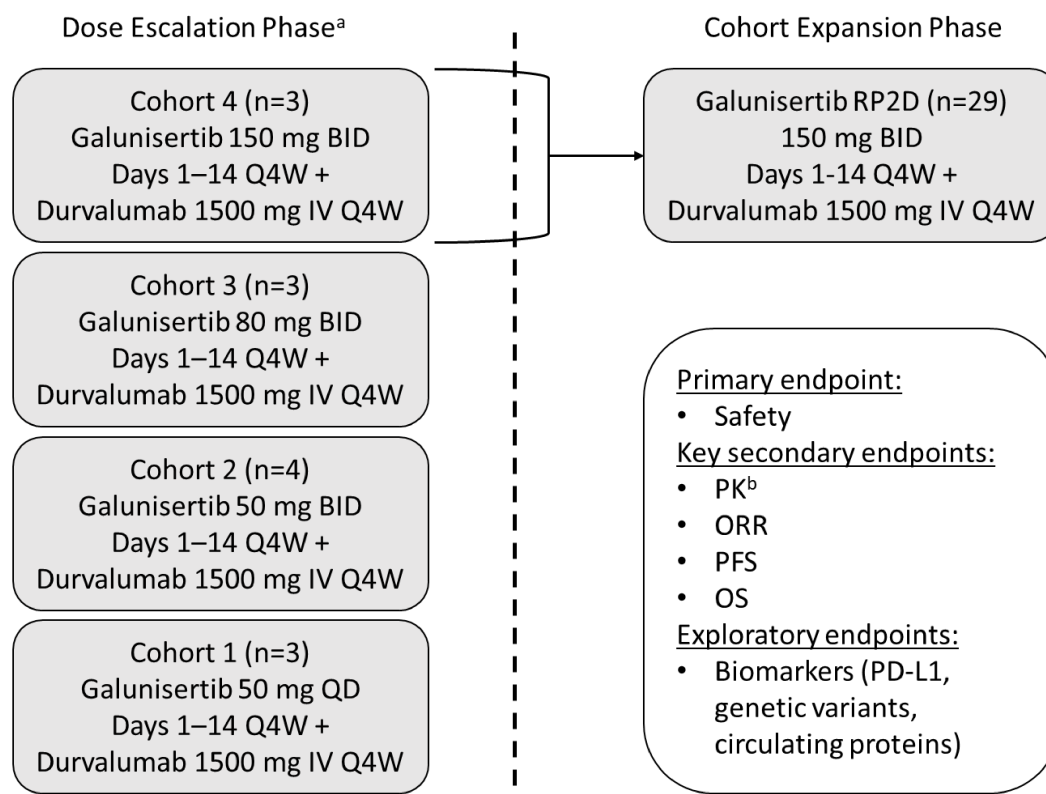 Dose Escalation Phaseᵃ
Cohort 4 (n=3)
Galunisertib 150 mg BID
Days 1–14 Q4W +
Durvalumab 1500 mg IV Q4W
Cohort 3 (n=3)
Galunisertib 80 mg BID
Days 1–14 Q4W +
Durvalumab 1500 mg IV Q4W
Cohort 2 (n=4)
Galunisertib 50 mg BID
Days 1–14 Q4W +
Durvalumab 1500 mg IV Q4W
Cohort 1 (n=3)
Galunisertib 50 mg QD
Days 1–14 Q4W +
Durvalumab 1500 mg IV Q4W
Cohort Expansion Phase
Galunisertib RP2D (n=29)
150 mg BID
Days 1-14 Q4W +
Durvalumab 1500 mg IV Q4W
Primary endpoint:
• Safety
Key secondary endpoints:
• PKᵇ
• ORR
• PFS
• OS
Exploratory endpoints:
• Biomarkers (PD-L1,
genetic variants,
circulating proteins)